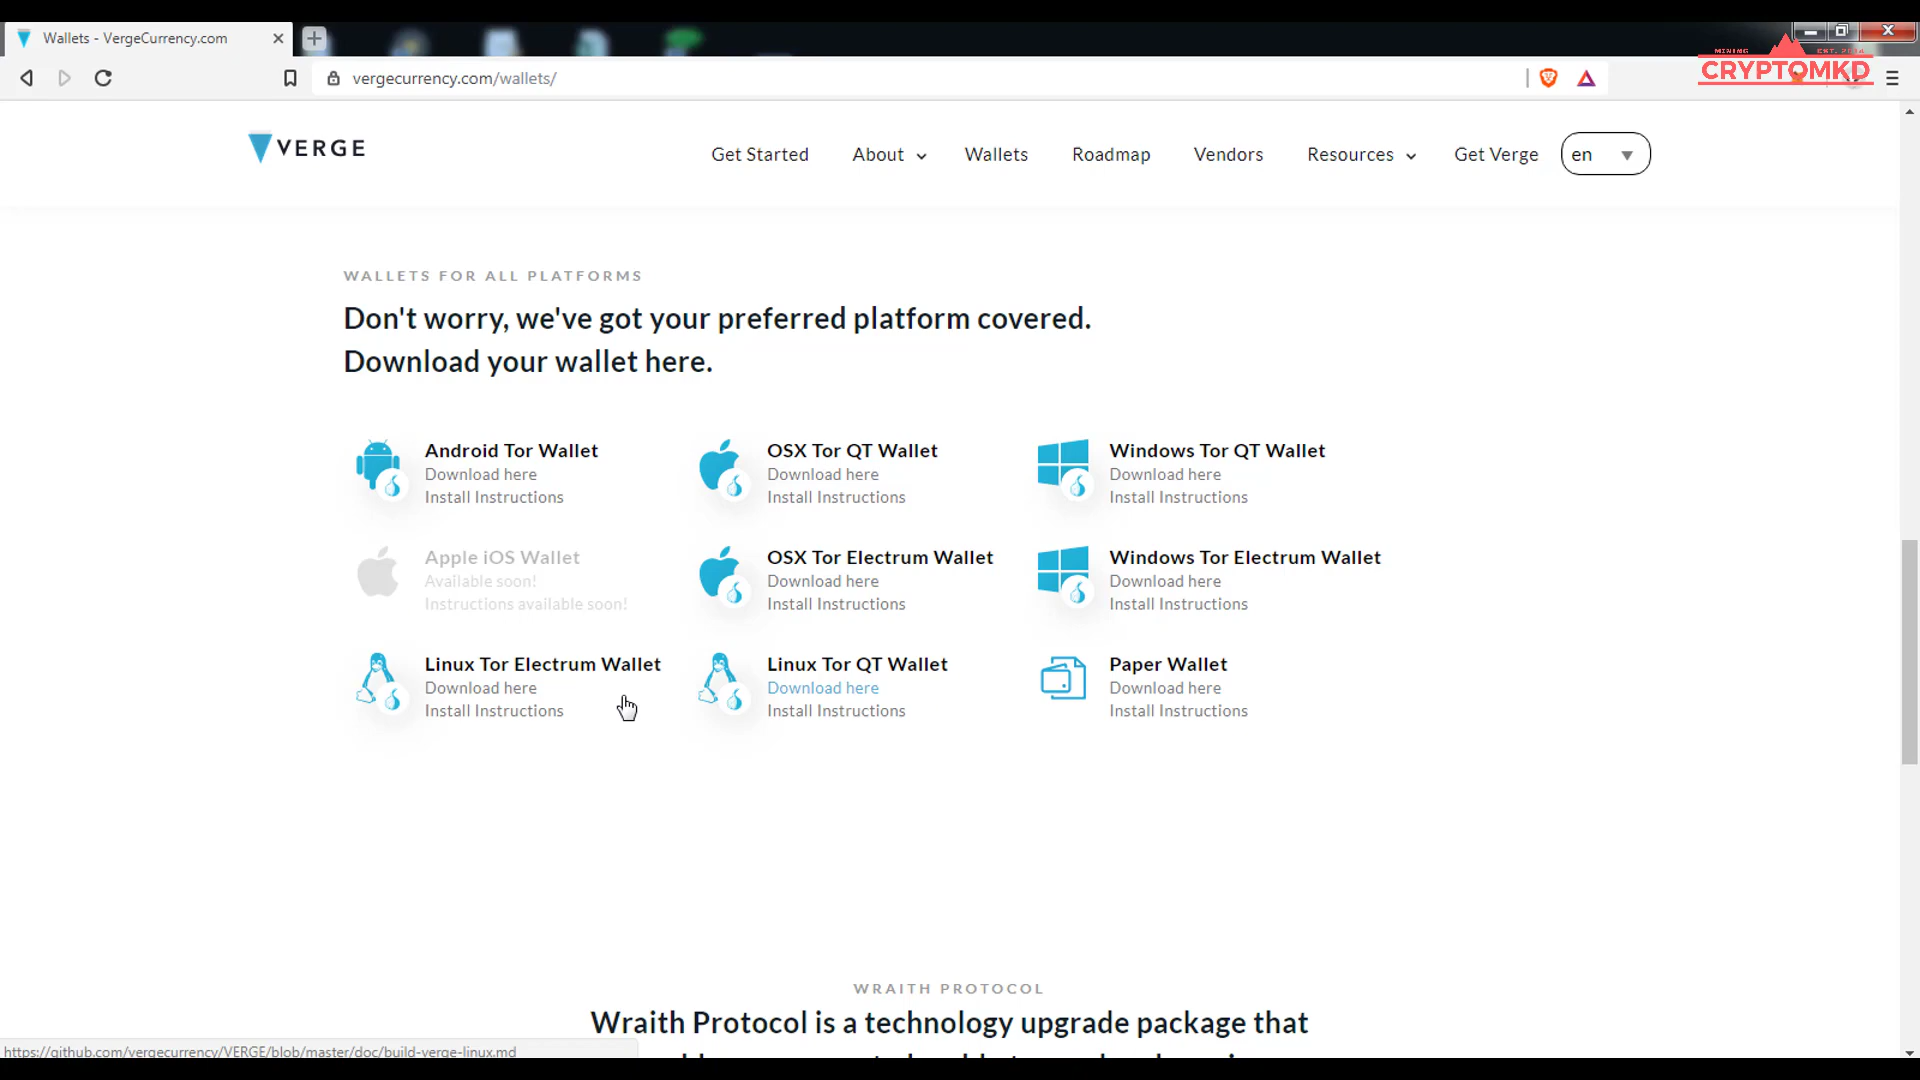 Wallets - VergeCurrency.com
MINING EST. 2014
CRYPTOMKD
vergecurrency.com/wallets/
VERGE
Get Started
About
Wallets
Roadmap
Vendors
Resources
Get Verge
en
WALLETS FOR ALL PLATFORMS
Don't worry, we've got your preferred platform covered.
Download your wallet here.
Android Tor Wallet
Download here
Install Instructions
OSX Tor QT Wallet
Download here
Install Instructions
Windows Tor QT Wallet
Download here
Install Instructions
Apple iOS Wallet
Available soon!
Instructions available soon!
OSX Tor Electrum Wallet
Download here
Install Instructions
Windows Tor Electrum Wallet
Download here
Install Instructions
Linux Tor Electrum Wallet
Download here
Install Instructions
Linux Tor QT Wallet
Download here
Install Instructions
Paper Wallet
Download here
Install Instructions
WRAITH PROTOCOL
Wraith Protocol is a technology upgrade package that
https://github.com/vergecurrency/VERGE/blob/master/doc/build-verge-linux.md